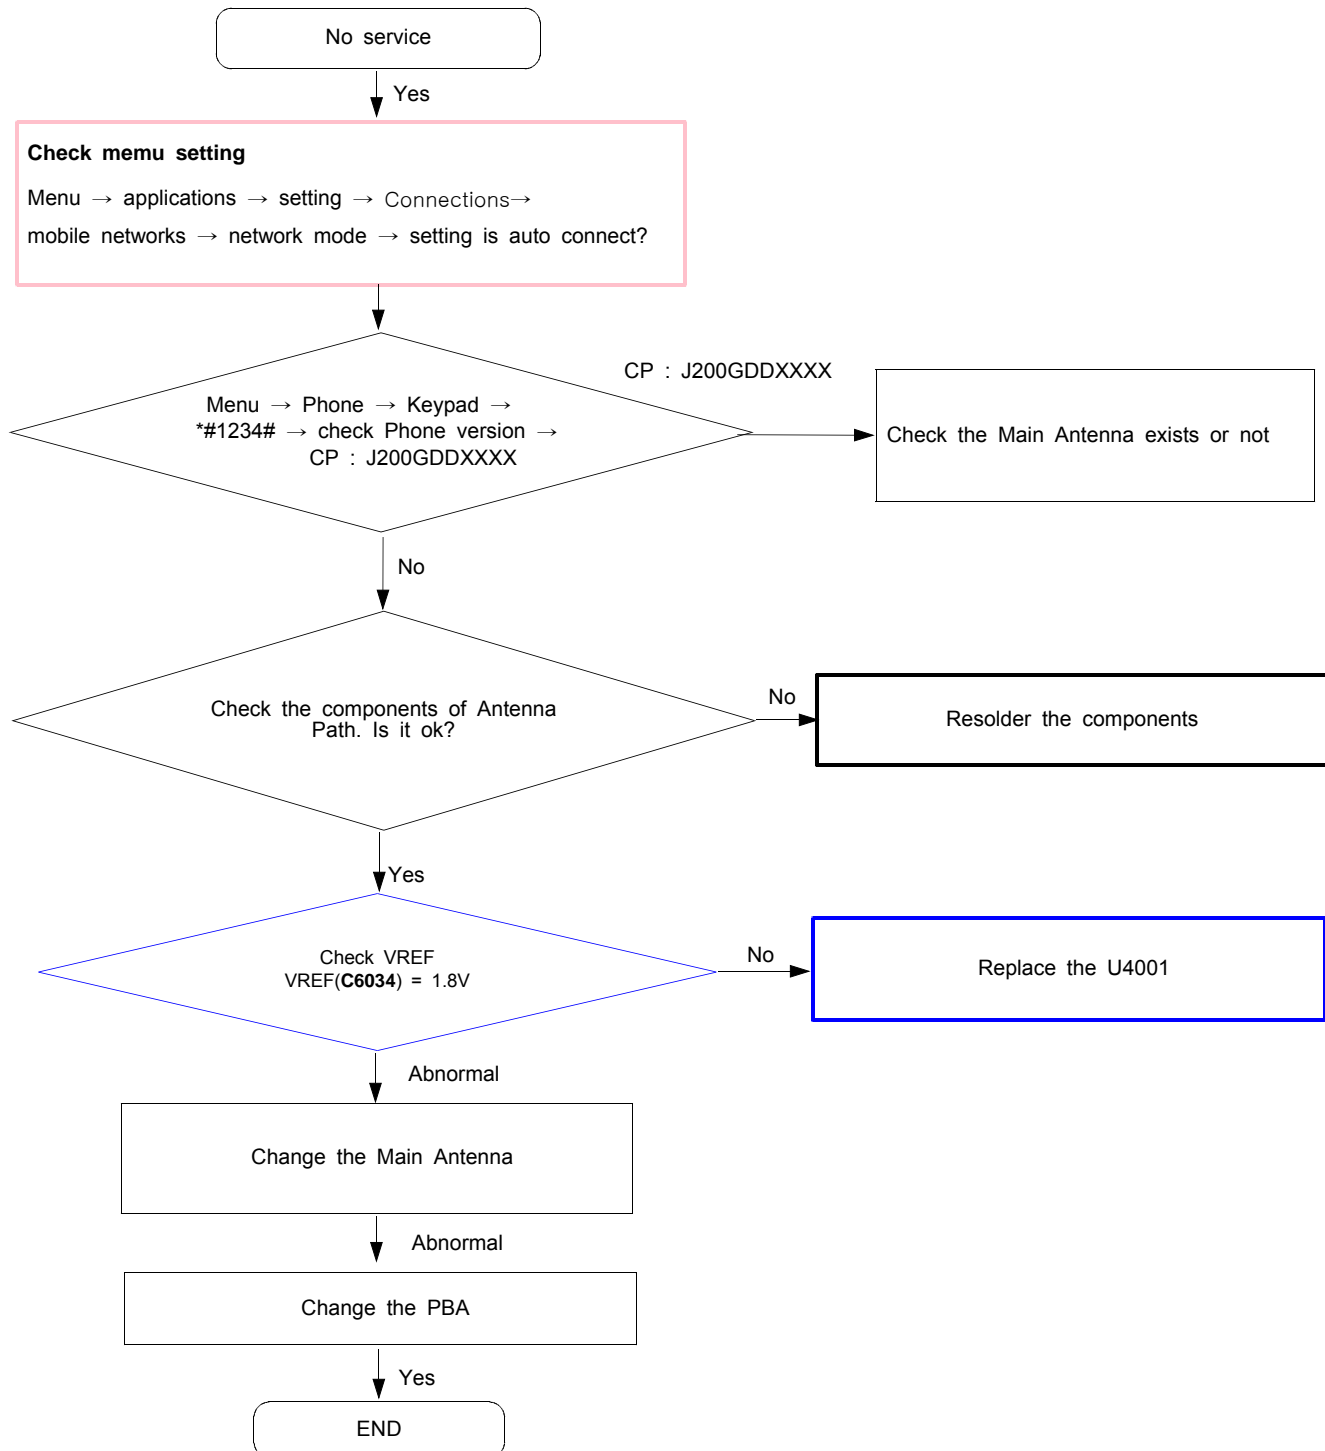 No service
Yes
Check memu setting
Menu → applications → setting → Connections→
mobile networks → network mode → setting is auto connect?
CP : J200GDDXXXX
Menu → Phone → Keypad →
*#1234# → check Phone version →
CP : J200GDDXXXX
Check the Main Antenna exists or not
No
Check the components of Antenna
Path. Is it ok?
No
Resolder the components
Yes
Check VREF
VREF(C6034) = 1.8V
No
Replace the U4001
Abnormal
Change the Main Antenna
Abnormal
Change the PBA
Yes
END